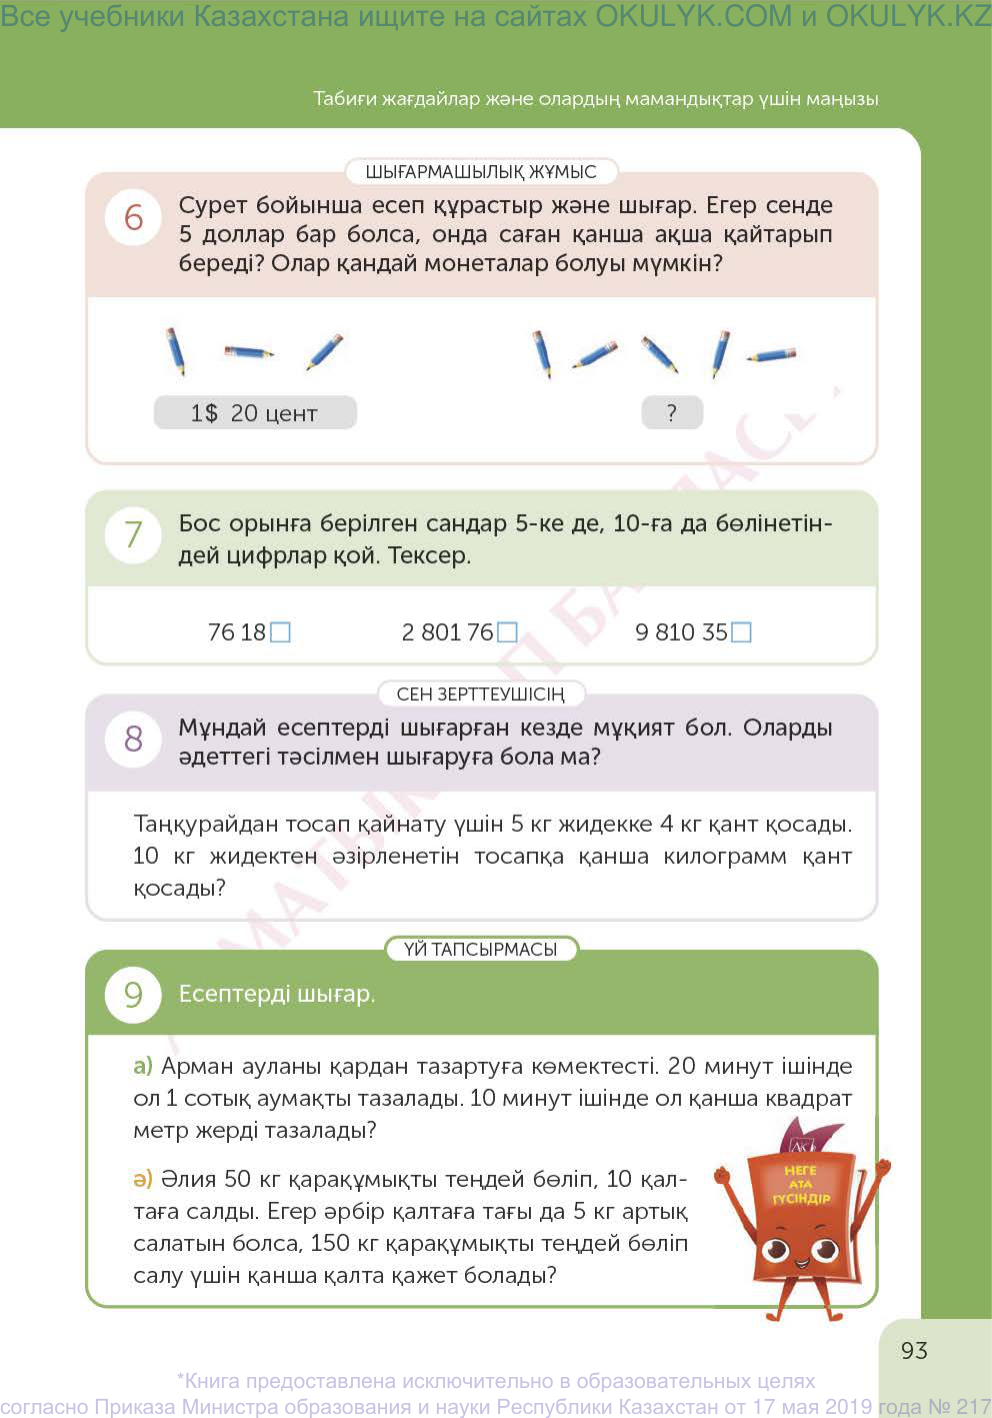 Все учебники Казахстана ищите на сайтах OKULYK.COM и OKULYK.KZ
Табиғи жағдайлар және олардың мамандықтар үшін маңызы
ШЫҒАРМАШЫЛЫҚ ЖҰМЫС
6
Сурет бойынша есеп құрастыр және шығар. Егер сенде
5 доллар бар болса, онда саған қанша ақша қайтарып
береді? Олар қандай монеталар болуы мүмкін?
1$ 20 цент
?
7
Бос орынға берілген сандар 5-ке де, 10-ға да бөлінетін-
дей цифрлар қой. Тексер.
76 18□ 2 801 76□ 9 810 35□
СЕН ЗЕРТТЕУШІСІҢ
8
Мұндай есептерді шығарған кезде мұқият бол. Оларды
әдеттегі тәсілмен шығаруға бола ма?
Таңқурайдан тосап қайнату үшін 5 кг жидекке 4 кг қант қосады.
10 кг жидектен әзірленетін тосапқа қанша килограмм қант
қосады?
ҮЙ ТАПСЫРМАСЫ
9
Есептерді шығар.
а) Арман ауланы қардан тазартуға көмектесті. 20 минут ішінде
ол 1 сотық аумақты тазалады. 10 минут ішінде ол қанша квадрат
метр жерді тазалады?
ә) Әлия 50 кг қарақұмықты теңдей бөліп, 10 қал-
таға салды. Егер әрбір қалтаға тағы да 5 кг артық
салатын болса, 150 кг қарақұмықты теңдей бөліп
салу үшін қанша қалта қажет болады?
НЕГЕ
АТА
ТҮСІНДІР
93
*Книга предоставлена исключительно в образовательных целях
согласно Приказа Министра образования и науки Республики Казахстан от 17 мая 2019 года № 217